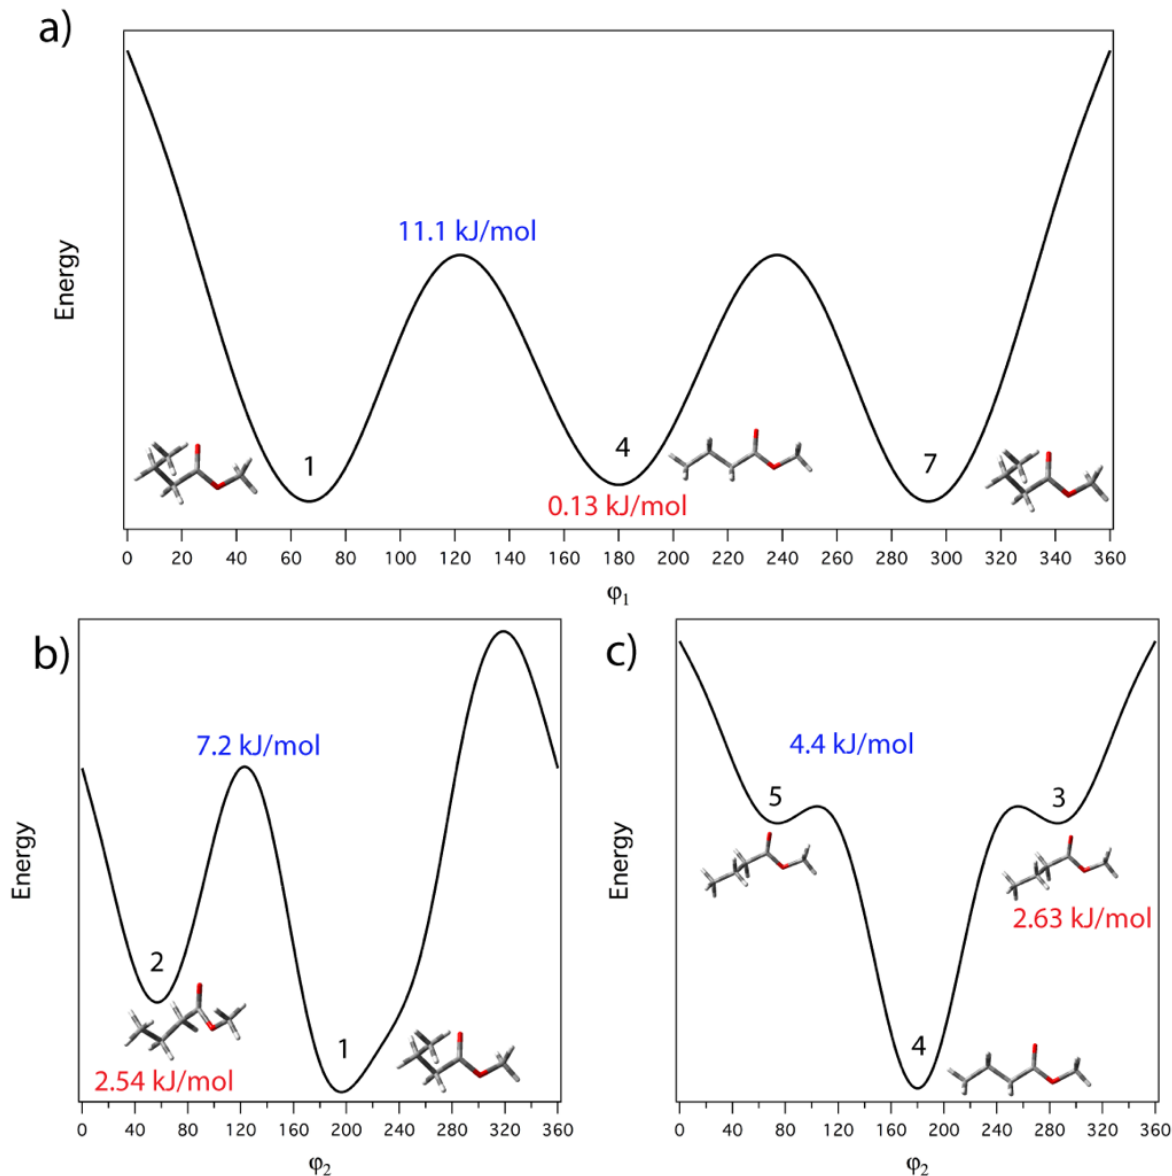 a)
Energy
11.1 kJ/mol
1
4
7
0.13 kJ/mol
0 20 40 60 80 100 120 140 160 180 200 220 240 260 280 300 320 340 360
φ1
b)
Energy
7.2 kJ/mol
2
1
2.54 kJ/mol
0 40 80 120 160 200 240 280 320 360
φ2
c)
Energy
4.4 kJ/mol
5
3
2.63 kJ/mol
4
0 40 80 120 160 200 240 280 320 360
φ2